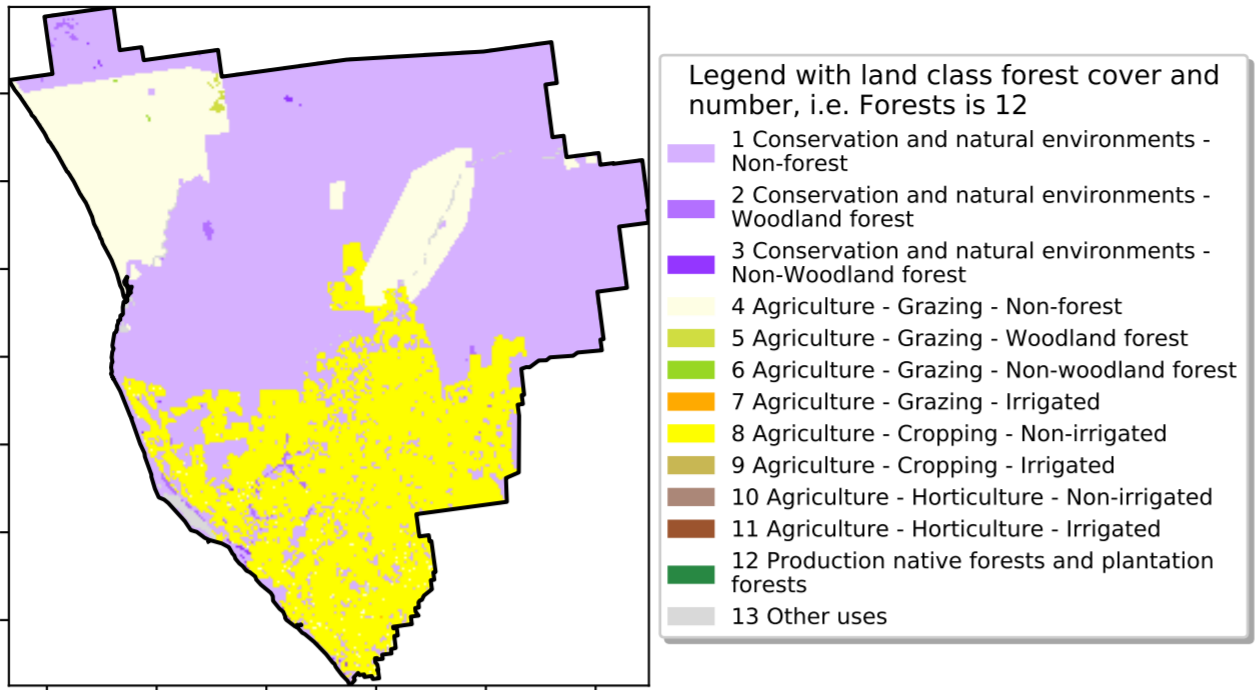 Legend with land class forest cover and
number, i.e. Forests is 12
1 Conservation and natural environments -
Non-forest
2 Conservation and natural environments -
Woodland forest
3 Conservation and natural environments -
Non-Woodland forest
4 Agriculture - Grazing - Non-forest
5 Agriculture - Grazing - Woodland forest
6 Agriculture - Grazing - Non-woodland forest
7 Agriculture - Grazing - Irrigated
8 Agriculture - Cropping - Non-irrigated
9 Agriculture - Cropping - Irrigated
10 Agriculture - Horticulture - Non-irrigated
11 Agriculture - Horticulture - Irrigated
12 Production native forests and plantation
forests
13 Other uses